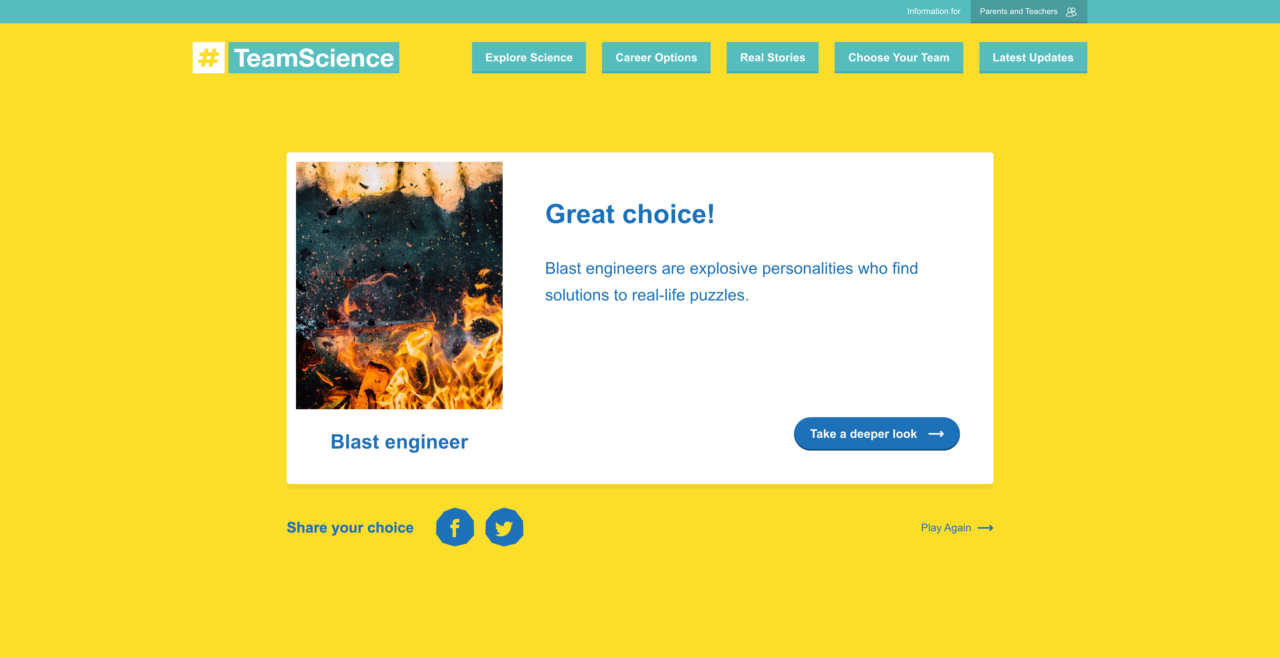 Information for
Parents and Teachers
# TeamScience
Explore Science
Career Options
Real Stories
Choose Your Team
Latest Updates
Great choice!
Blast engineers are explosive personalities who find
solutions to real-life puzzles.
Blast engineer
Take a deeper look
Share your choice
Play Again